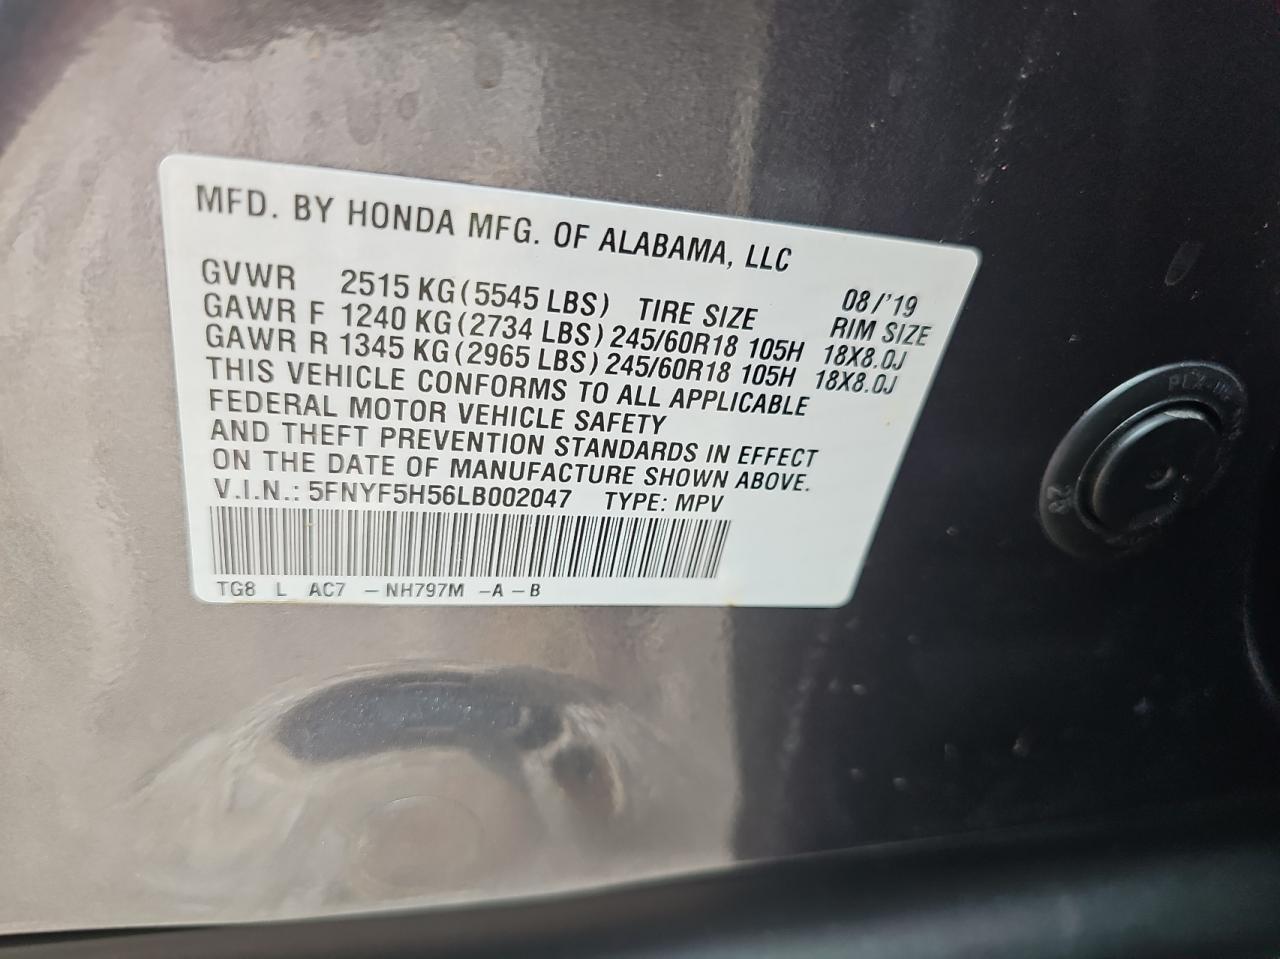 MFD. BY HONDA MFG. OF ALABAMA, LLC
08/'19
GVWR 2515 KG (5545 LBS) TIRE SIZE RIM SIZE
GAWR F 1240 KG (2734 LBS) 245/60R18 105H 18X8.0J
GAWR R 1345 KG (2965 LBS) 245/60R18 105H 18X8.0J
THIS VEHICLE CONFORMS TO ALL APPLICABLE
FEDERAL MOTOR VEHICLE SAFETY
AND THEFT PREVENTION STANDARDS IN EFFECT
ON THE DATE OF MANUFACTURE SHOWN ABOVE.
V.I.N.: 5FNYF5H56LB002047 TYPE: MPV
TG8 L AC7 – NH797M –A – B